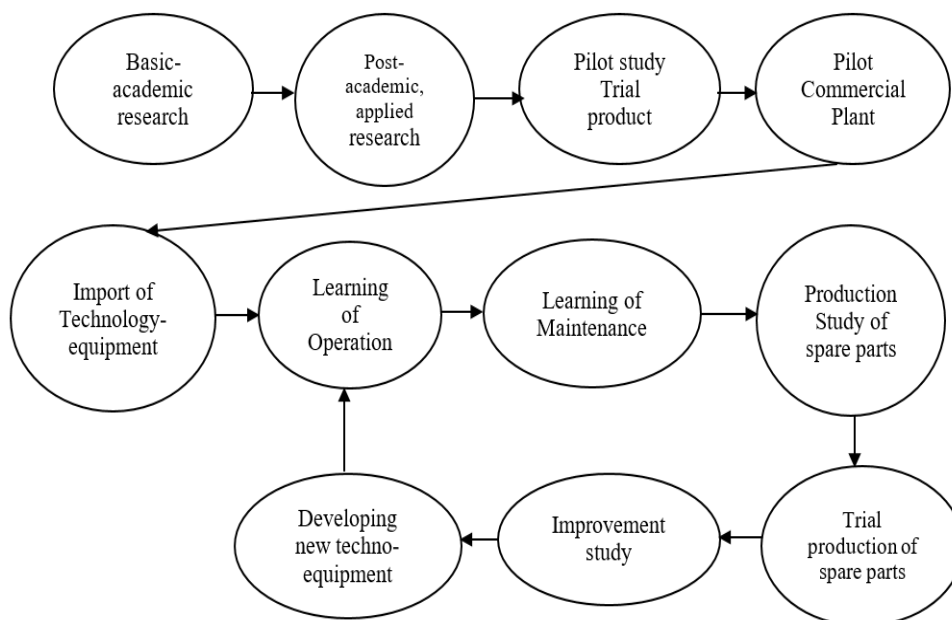 Basic-
academic
research
Post-
academic,
applied
research
Pilot study
Trial
product
Pilot
Commercial
Plant
Import of
Technology-
equipment
Learning
of
Operation
Learning of
Maintenance
Production
Study of
spare parts
Trial
production of
spare parts
Improvement
study
Developing
new techno-
equipment